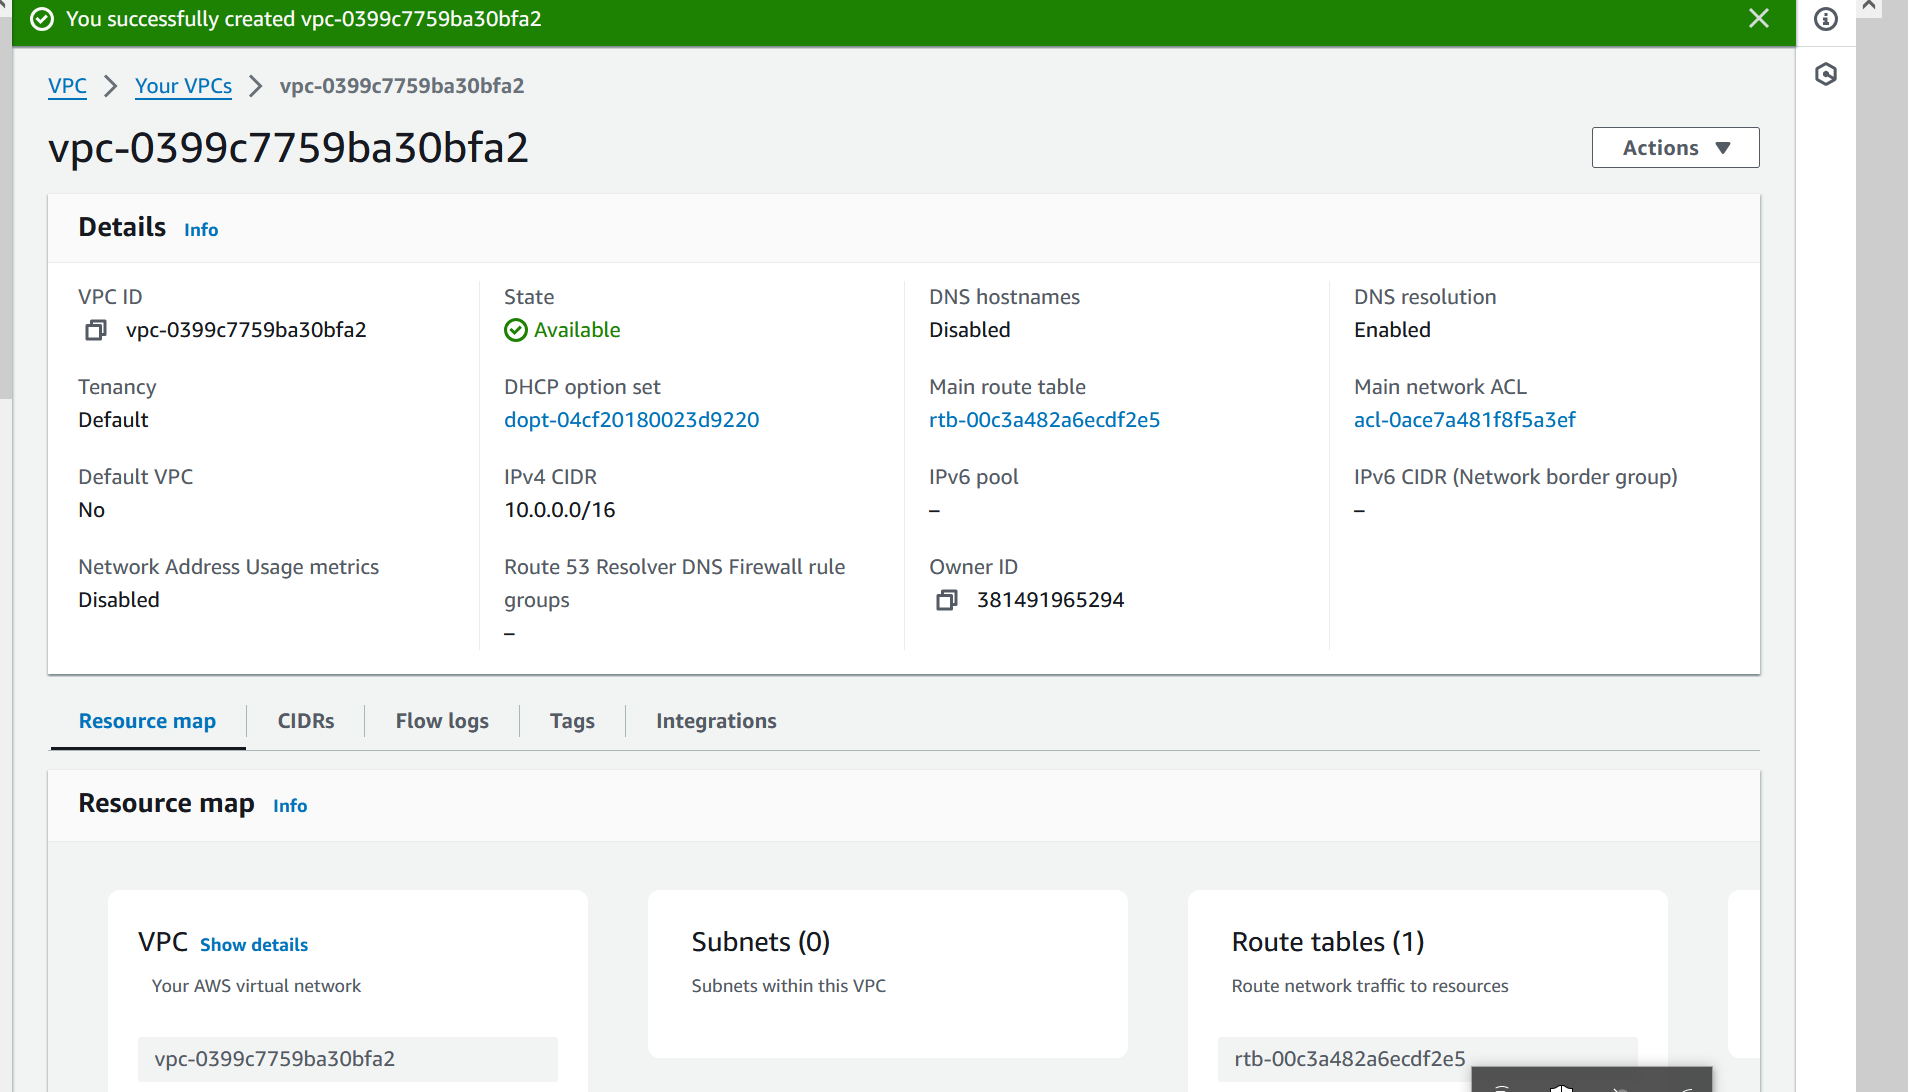 You successfully created vpc-0399c7759ba30bfa2
VPC > Your VPCs > vpc-0399c7759ba30bfa2
vpc-0399c7759ba30bfa2
Actions
Details Info
VPC ID
vpc-0399c7759ba30bfa2
State
Available
DNS hostnames
Disabled
DNS resolution
Enabled
Tenancy
Default
DHCP option set
dopt-04cf20180023d9220
Main route table
rtb-00c3a482a6ecdf2e5
Main network ACL
acl-0ace7a481f8f5a3ef
Default VPC
No
IPv4 CIDR
10.0.0.0/16
IPv6 pool
–
IPv6 CIDR (Network border group)
–
Network Address Usage metrics
Disabled
Route 53 Resolver DNS Firewall rule
groups
–
Owner ID
381491965294
Resource map CIDRs Flow logs Tags Integrations
Resource map Info
VPC Show details
Your AWS virtual network
vpc-0399c7759ba30bfa2
Subnets (0)
Subnets within this VPC
Route tables (1)
Route network traffic to resources
rtb-00c3a482a6ecdf2e5